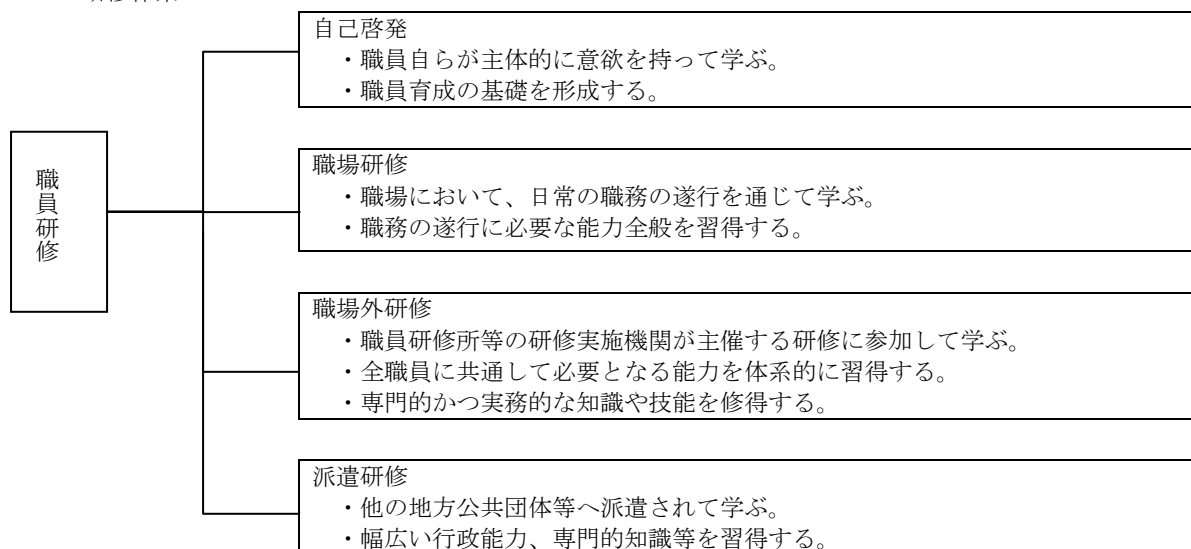 職員研修
自己啓発
・職員自らが主体的に意欲を持って学ぶ。
・職員育成の基礎を形成する。
職場研修
・職場において、日常の職務の遂行を通じて学ぶ。
・職務の遂行に必要な能力全般を習得する。
職場外研修
・職員研修所等の研修実施機関が主催する研修に参加して学ぶ。
・全職員に共通して必要となる能力を体系的に習得する。
・専門的かつ実務的な知識や技能を修得する。
派遣研修
・他の地方公共団体等へ派遣されて学ぶ。
・幅広い行政能力、専門的知識等を習得する。